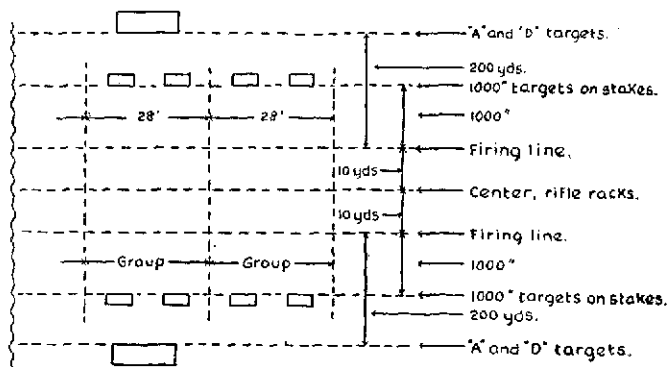 "A" and "D" targets.
200 yds.
1000" targets on stakes.
28' 28'
1000"
Firing line.
10 yds
Center, rifle racks.
10 yds
Firing line.
Group Group
1000"
1000" targets on stakes.
200 yds.
"A" and "D" targets.